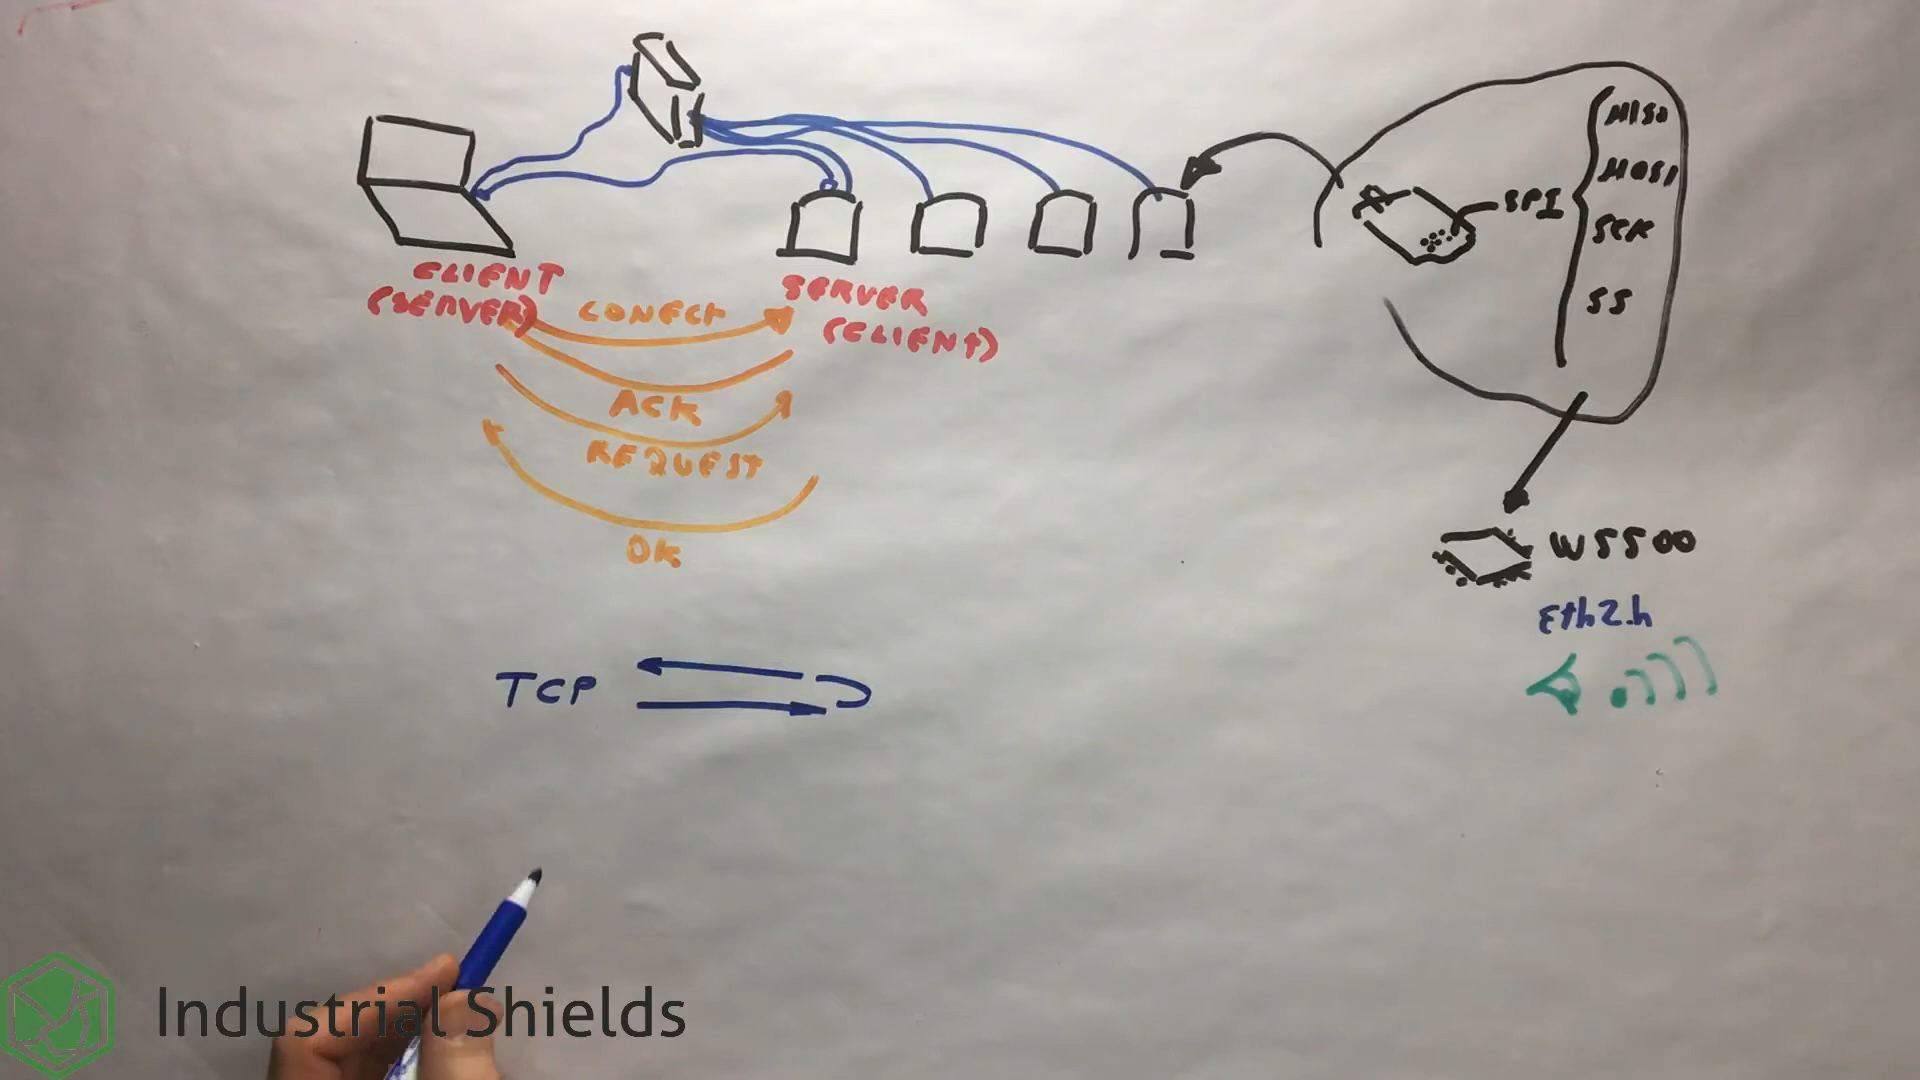 CLIENT
(SERVER)
CONECT
SERVER
(CLIENT)
ACK
REQUEST
OK
TCP
SPI
MISO
MOSI
SCK
SS
W5500
Eth2.h
Industrial Shields